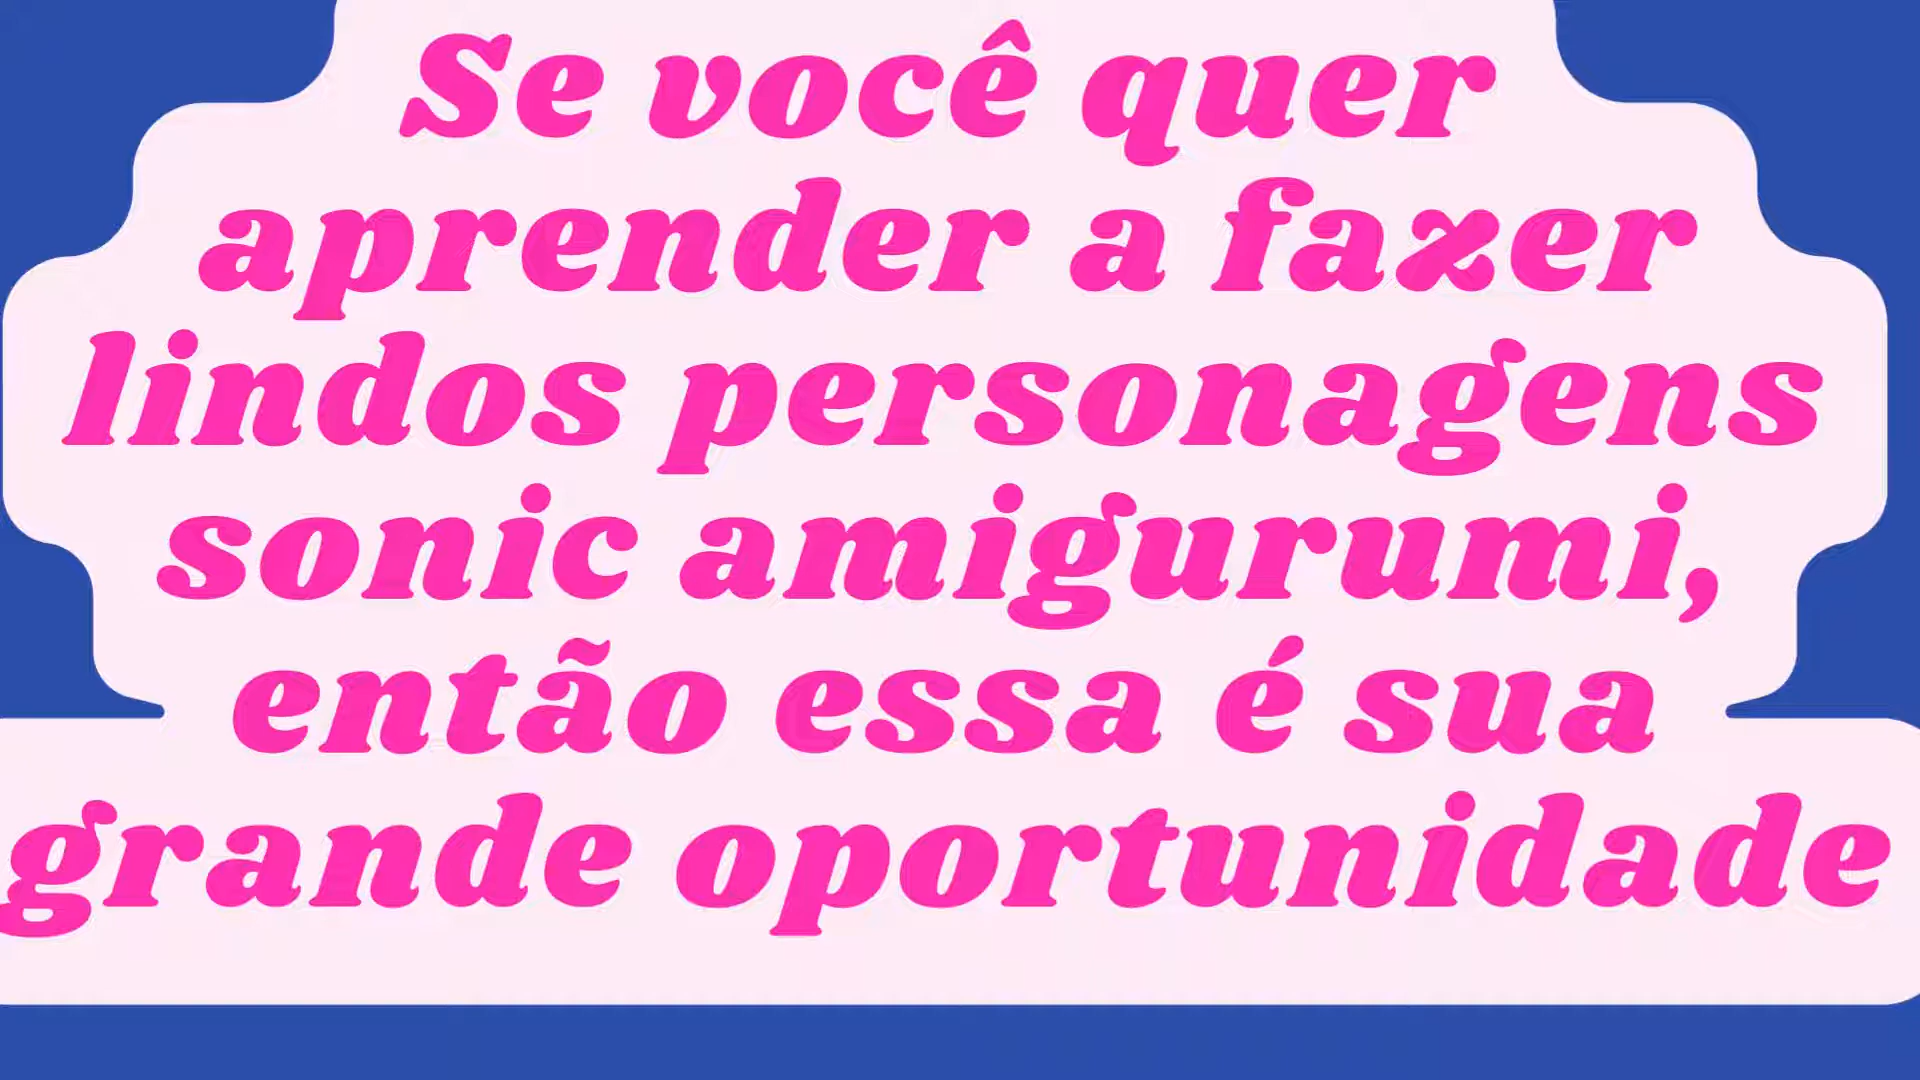 Se você quer
aprender a fazer
lindos personagens
sonic amigurumi,
então essa é sua
grande oportunidade